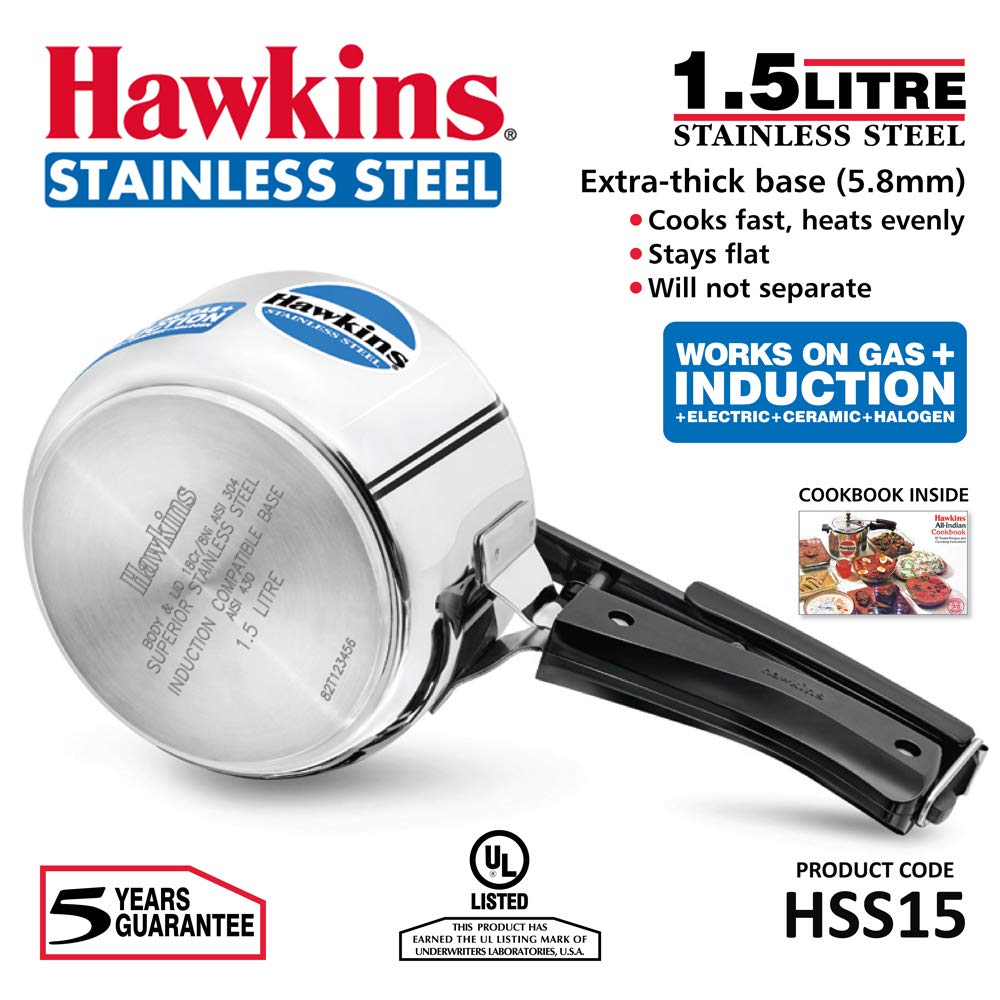 Hawkins®
STAINLESS STEEL
1.5 LITRE
STAINLESS STEEL
Extra-thick base (5.8mm)
• Cooks fast, heats evenly
• Stays flat
• Will not separate
WORKS ON GAS +
INDUCTION
+ELECTRIC+CERAMIC+HALOGEN
COOKBOOK INSIDE
Hawkins
All-Indian
Cookbook
ON GAS +
INDUCTION
+HALOGEN
Hawkins
STAINLESS STEEL
Hawkins
BODY & LID 18Cr/8Ni AISI 304
SUPERIOR STAINLESS STEEL
INDUCTION COMPATIBLE BASE
AISI 430
1.5 LITRE
82T123456
Hawkins
5 YEARS
GUARANTEE
UL
LISTED
THIS PRODUCT HAS
EARNED THE UL LISTING MARK OF
UNDERWRITERS LABORATORIES, U.S.A.
PRODUCT CODE
HSS15